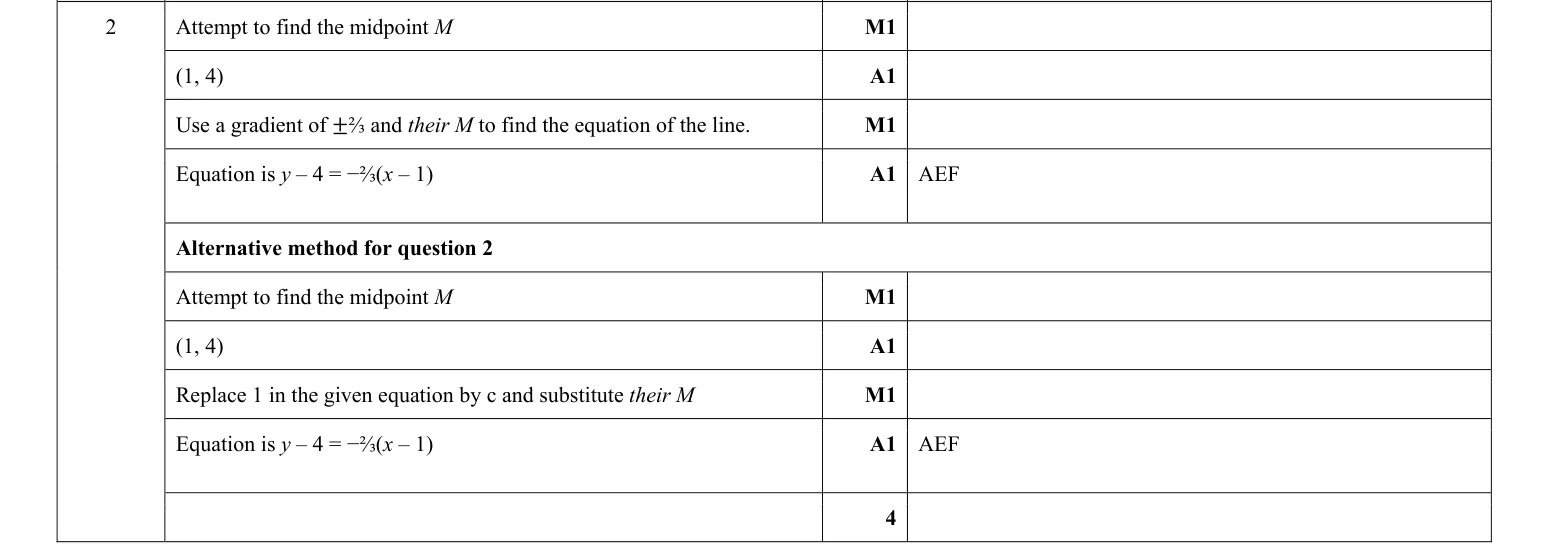 2 Attempt to find the midpoint M M1
(1, 4) A1
Use a gradient of ±⅔ and their M to find the equation of the line. M1
Equation is y – 4 = −⅔(x – 1) A1 AEF
Alternative method for question 2
Attempt to find the midpoint M M1
(1, 4) A1
Replace 1 in the given equation by c and substitute their M M1
Equation is y – 4 = −⅔(x – 1) A1 AEF
4